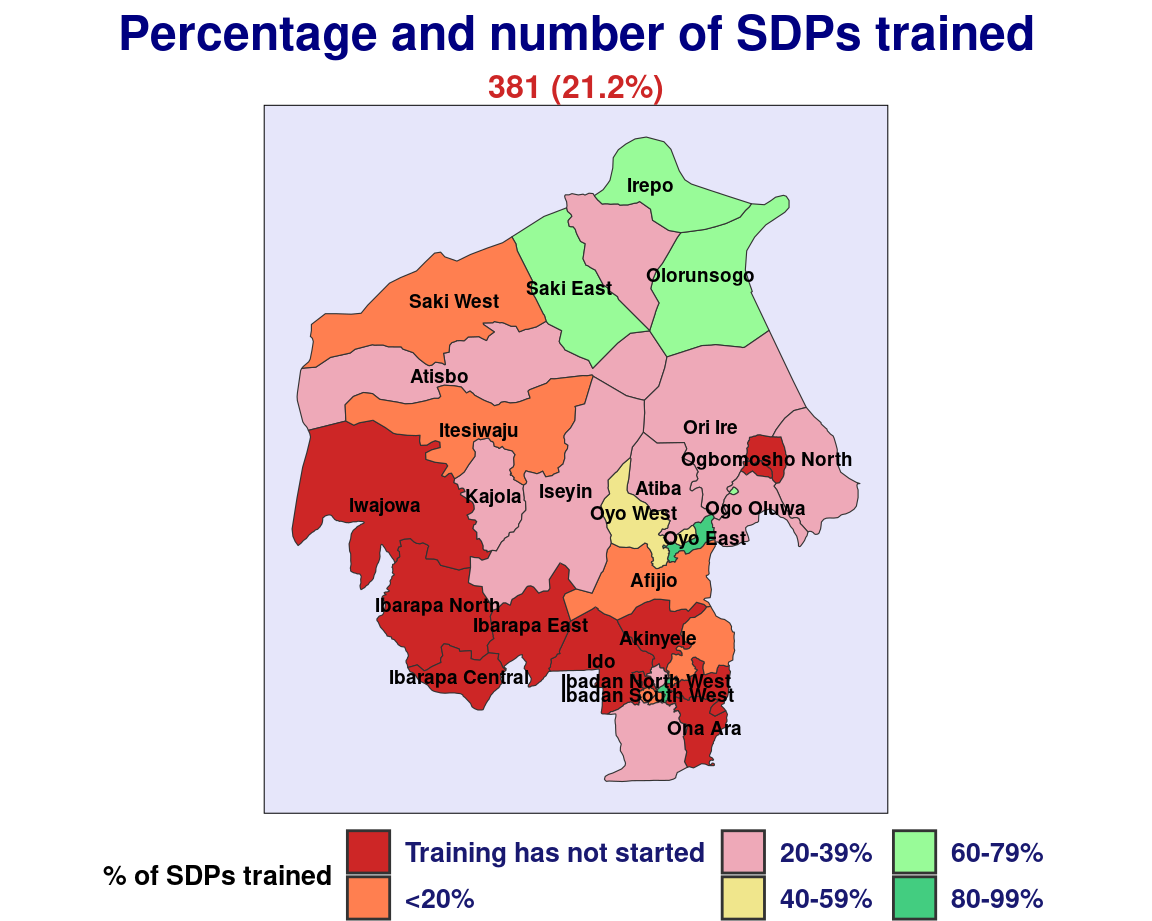 Percentage and number of SDPs trained
381 (21.2%)
Irepo
Olorunsogo
Saki East
Saki West
Atisbo
Ori Ire
Itesiwaju
Ogbomosho North
Atiba
Iseyin
Kajola
Iwajowa
Ogo Oluwa
Oyo West
Oyo East
Afijio
Ibarapa North
Ibarapa East
Akinyele
Ido
Ibarapa Central
Ibadan North West
Ibadan South West
Ona Ara
% of SDPs trained
Training has not started
<20%
20-39%
40-59%
60-79%
80-99%